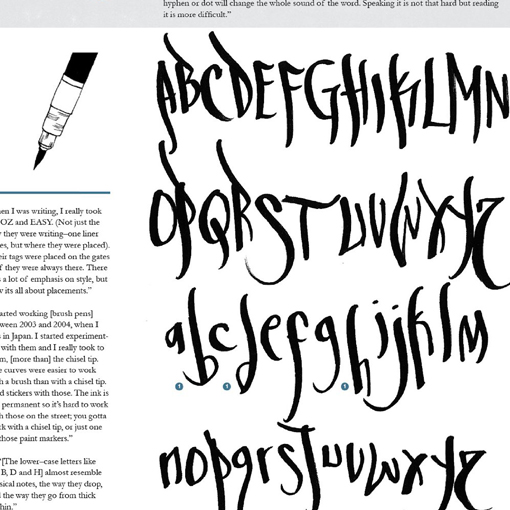 hyphen or dot will change the whole sound of the word. Speaking it is not that hard but reading
it is more difficult."
en I was writing, I really took
OZ and EASY. (Not just the
they were writing–one liner
es, but where they were placed).
eir tags were placed on the gates
f they were always there. There
a lot of emphasis on style, but
its all about placements."
arted working [brush pens]
ween 2003 and 2004, when I
in Japan. I started experiment-
with them and I really took to
m, [more than] the chisel tip.
curves were easier to work
h a brush than with a chisel tip.
d stickers with those. The ink is
permanent so it's hard to work
h those on the street; you gotta
k with a chisel tip, or just one
hose paint markers."
[The lower–case letters like
B, D and H] almost resemble
sical notes, the way they drop,
the way they go from thick
hin."
ABCDEFGHIKLMN
OPQRSTUVWXYZ
abcdefghijklm
1 1 1
nopqrstuvwxyz